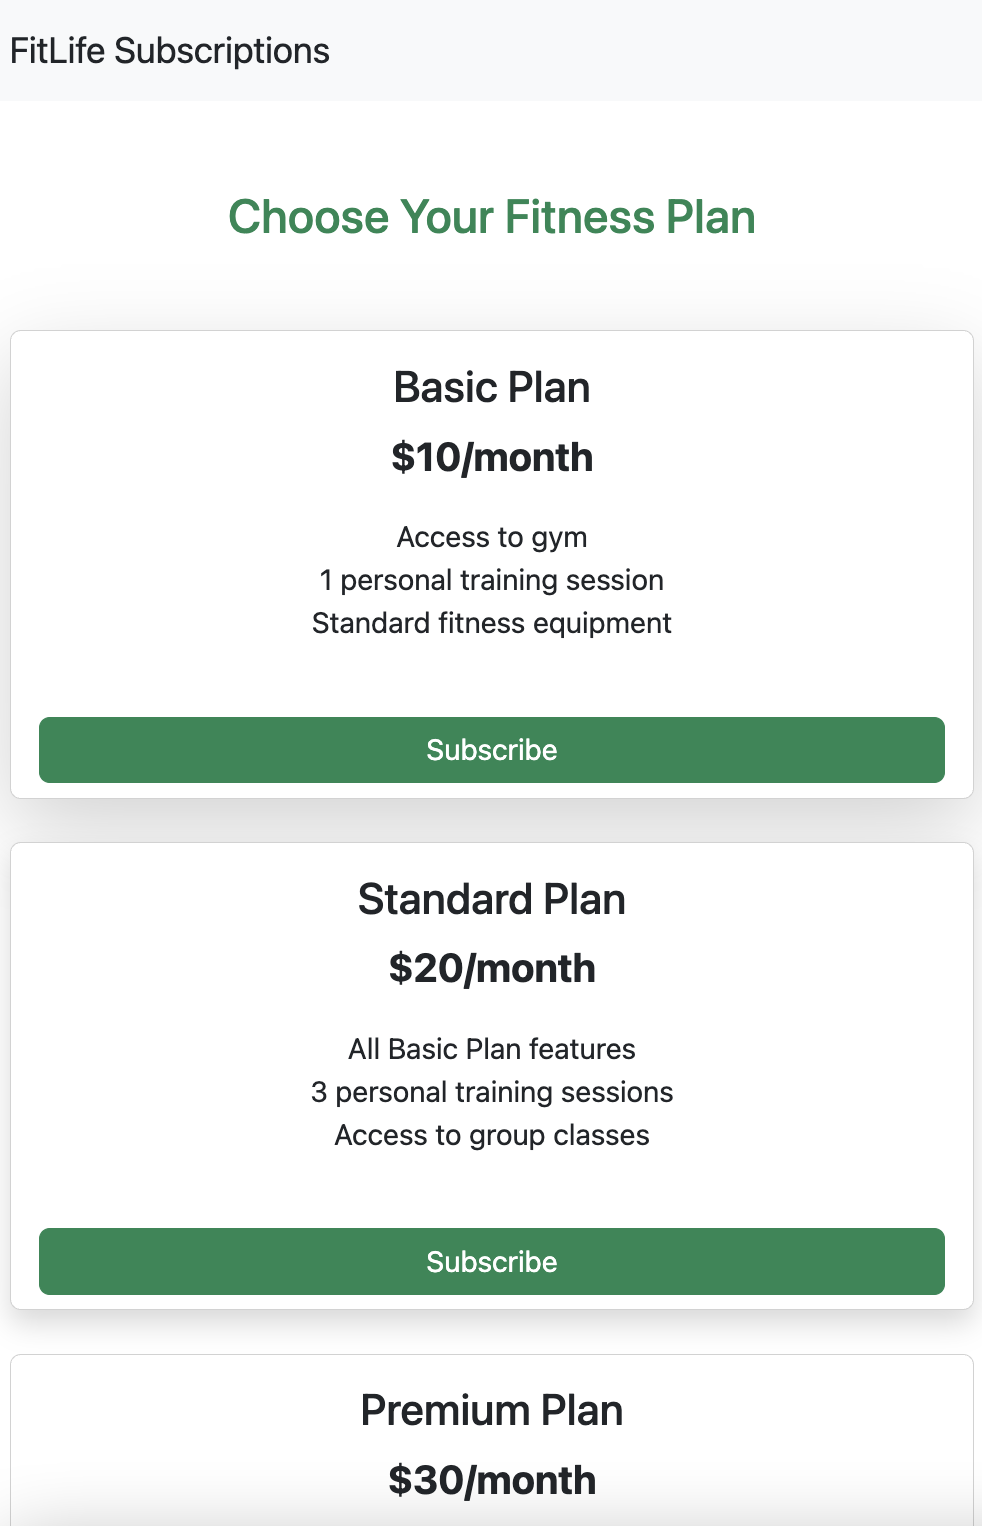 FitLife Subscriptions
Choose Your Fitness Plan
Basic Plan
$10/month
Access to gym
1 personal training session
Standard fitness equipment
Subscribe
Standard Plan
$20/month
All Basic Plan features
3 personal training sessions
Access to group classes
Subscribe
Premium Plan
$30/month